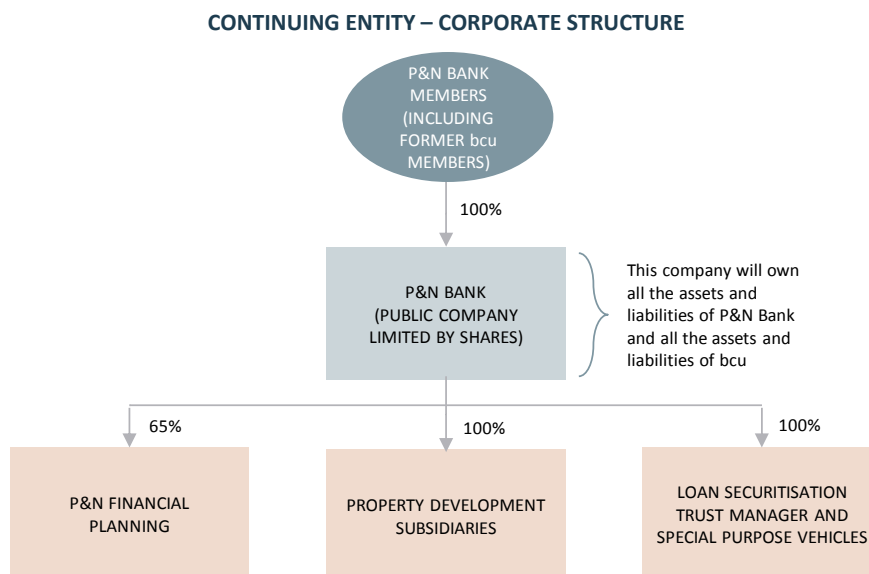 CONTINUING ENTITY – CORPORATE STRUCTURE
P&N BANK
MEMBERS
(INCLUDING
FORMER bcu
MEMBERS)
100%
P&N BANK
(PUBLIC COMPANY
LIMITED BY SHARES)
This company will own
all the assets and
liabilities of P&N Bank
and all the assets and
liabilities of bcu
65%
100%
100%
P&N FINANCIAL
PLANNING
PROPERTY DEVELOPMENT
SUBSIDIARIES
LOAN SECURITISATION
TRUST MANAGER AND
SPECIAL PURPOSE VEHICLES